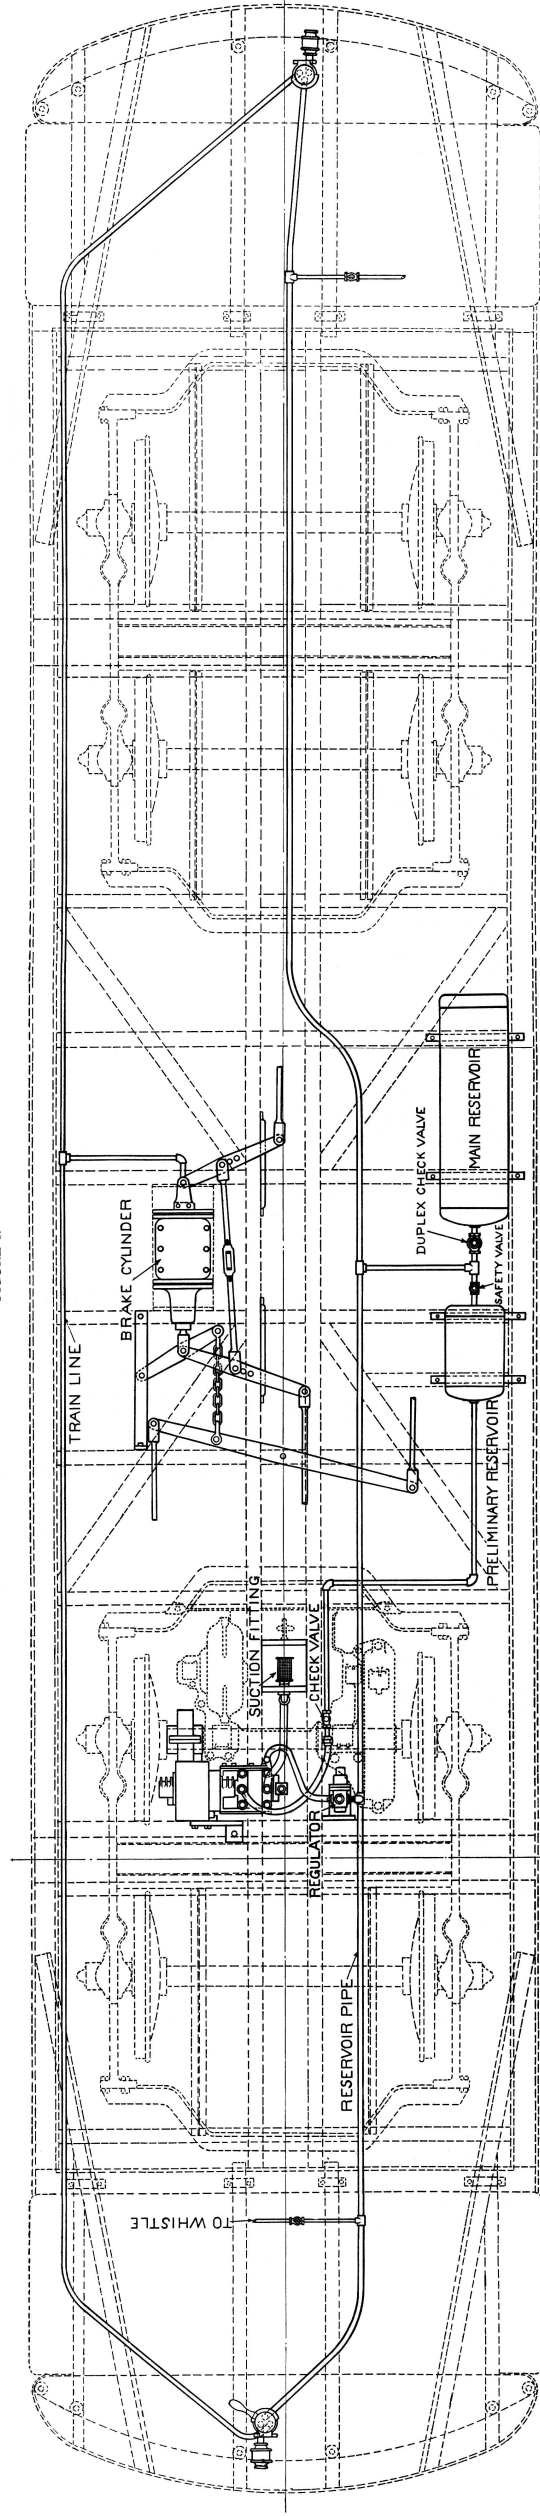 MAIN RESERVOIR
DUPLEX CHECK VALVE
SAFETY VALVE
BRAKE CYLINDER
TRAIN LINE
PRELIMINARY RESERVOIR
SUCTION FITTING
CHECK VALVE
REGULATOR
RESERVOIR PIPE
TO WHISTLE